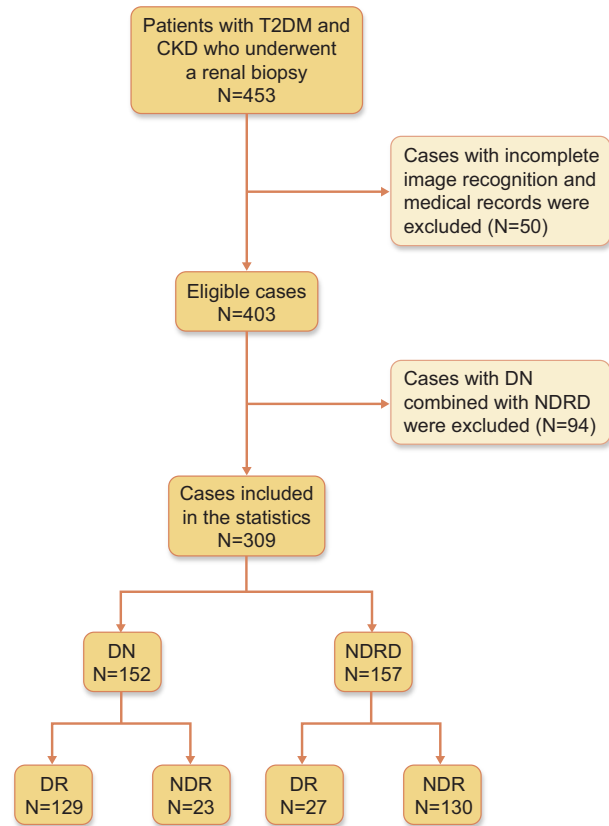 Patients with T2DM and
CKD who underwent
a renal biopsy
N=453
Cases with incomplete
image recognition and
medical records were
excluded (N=50)
Eligible cases
N=403
Cases with DN
combined with NDRD
were excluded (N=94)
Cases included
in the statistics
N=309
DN
N=152
NDRD
N=157
DR
N=129
NDR
N=23
DR
N=27
NDR
N=130